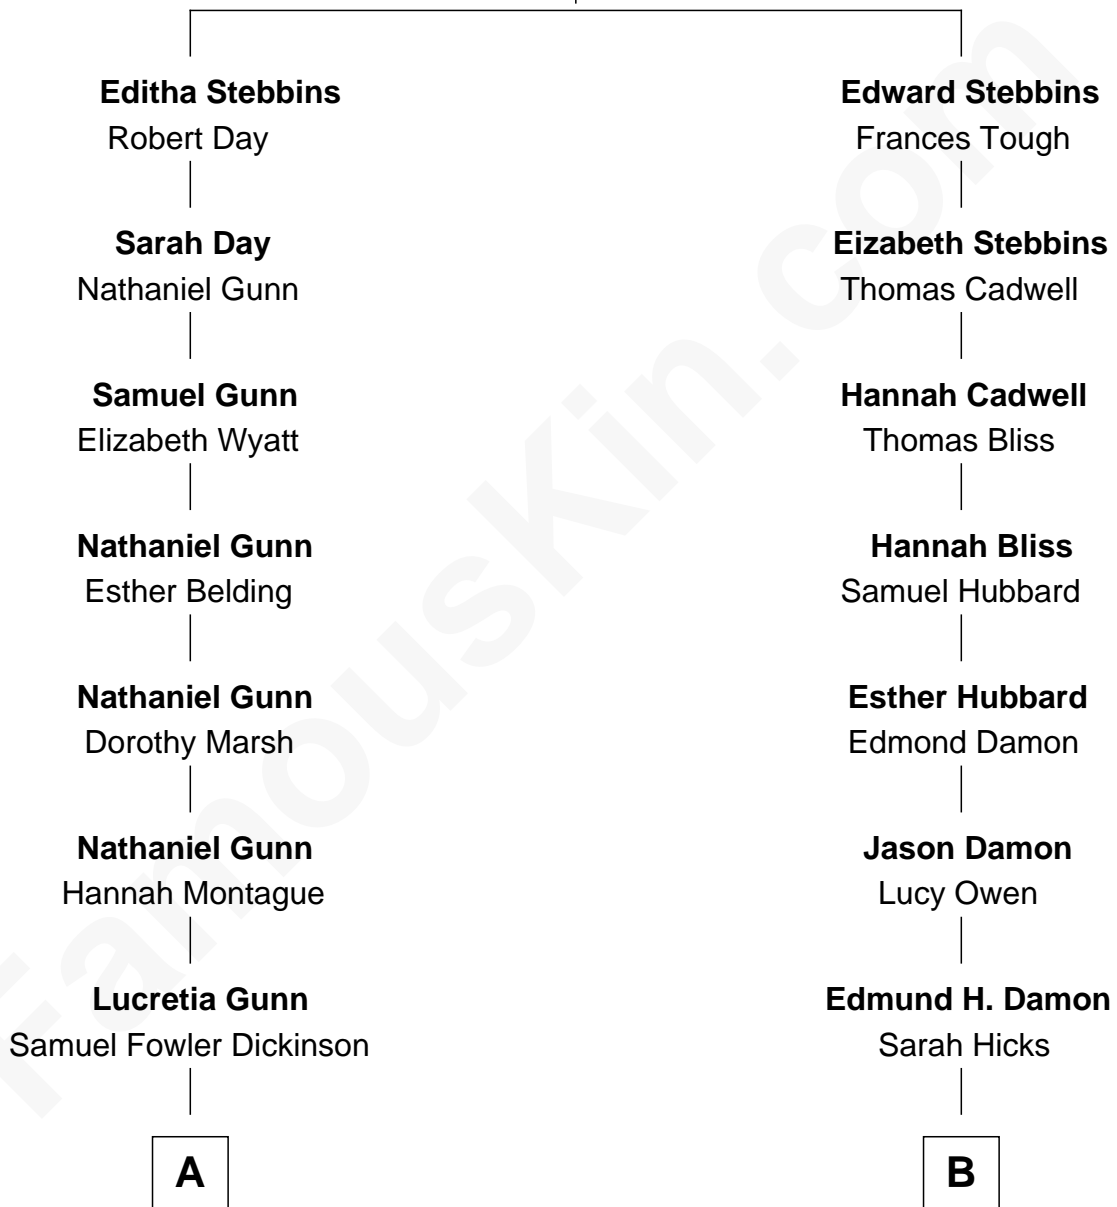 Editha Stebbins
Robert Day
Edward Stebbins
Frances Tough
Sarah Day
Nathaniel Gunn
Eizabeth Stebbins
Thomas Cadwell
Samuel Gunn
Elizabeth Wyatt
Hannah Cadwell
Thomas Bliss
Nathaniel Gunn
Esther Belding
Hannah Bliss
Samuel Hubbard
Nathaniel Gunn
Dorothy Marsh
Esther Hubbard
Edmond Damon
Nathaniel Gunn
Hannah Montague
Jason Damon
Lucy Owen
Lucretia Gunn
Samuel Fowler Dickinson
Edmund H. Damon
Sarah Hicks
A
B
FamousKin.com